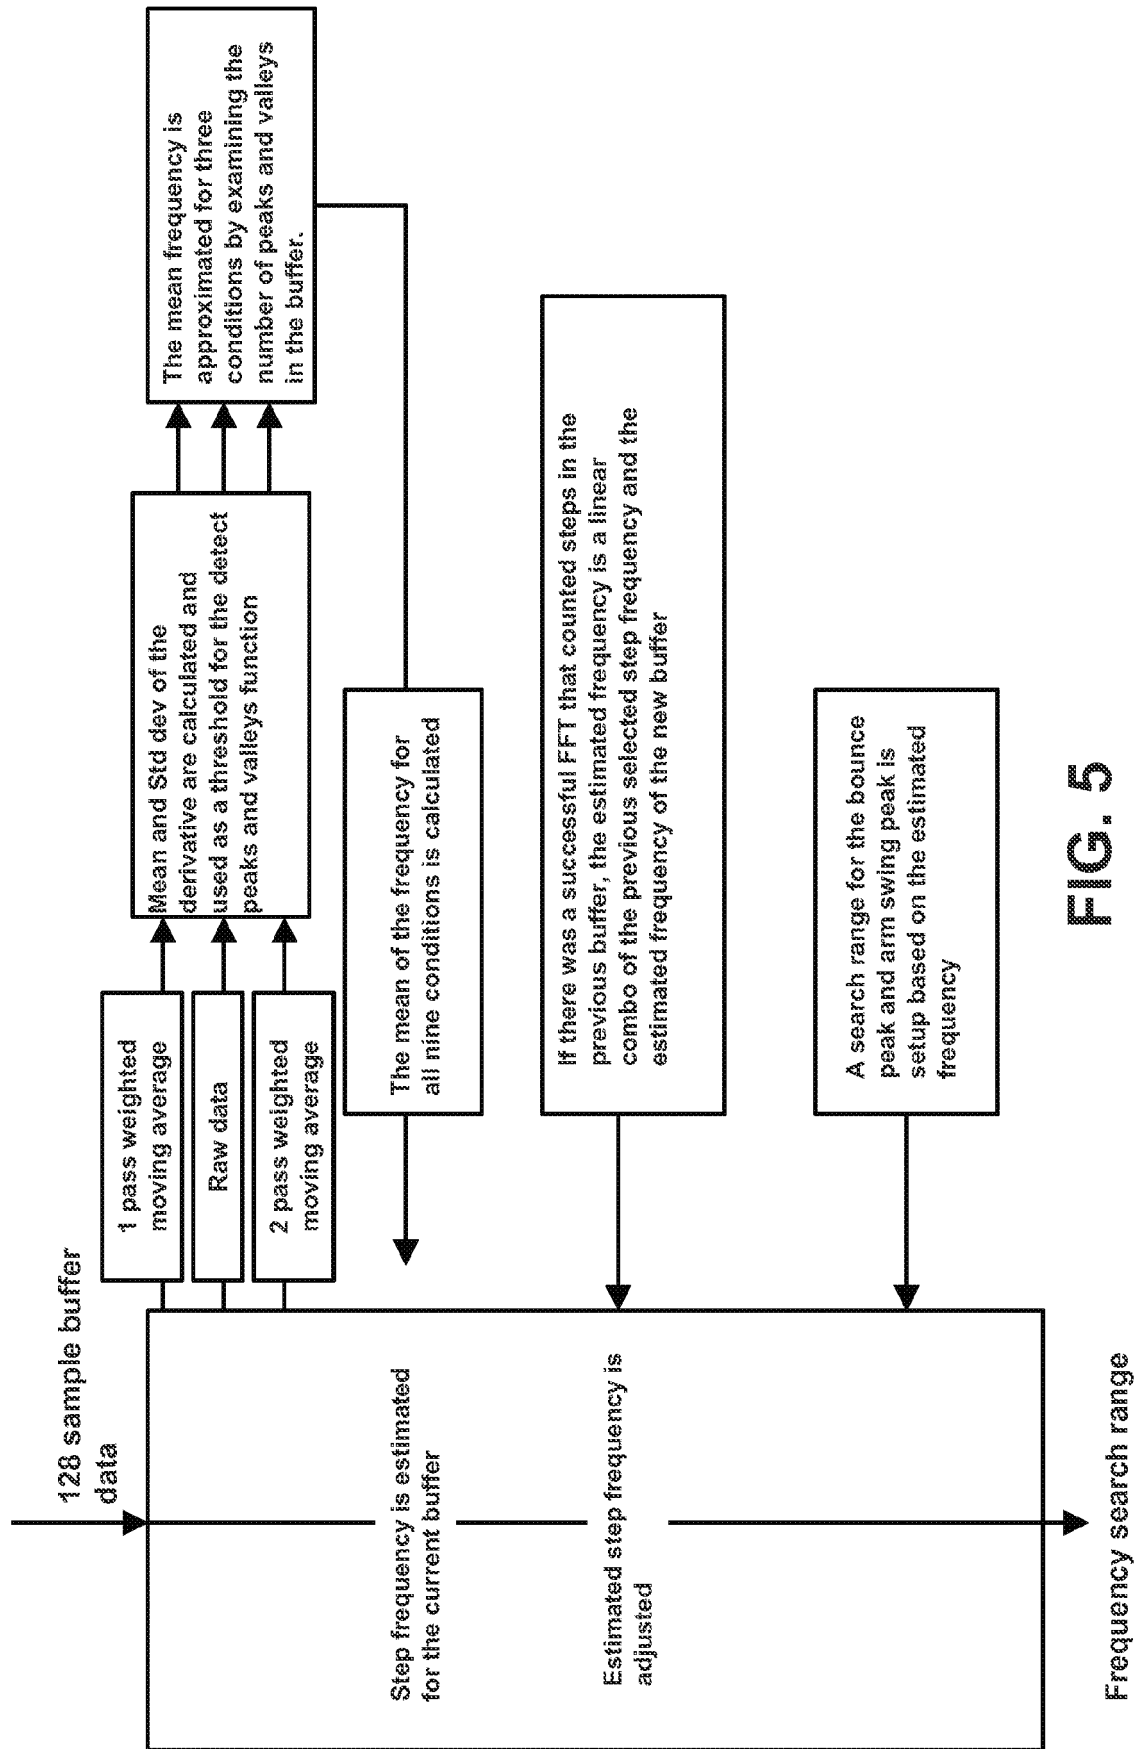 128 sample buffer
data
1 pass weighted
moving average
Raw data
2 pass weighted
moving average
Mean and Std dev of the
derivative are calculated and
used as a threshold for the detect
peaks and valleys function
The mean frequency is
approximated for three
conditions by examining the
number of peaks and valleys
in the buffer.
The mean of the frequency for
all nine conditions is calculated
Step frequency is estimated
for the current buffer
If there was a successful FFT that counted steps in the
previous buffer, the estimated frequency is a linear
combo of the previous selected step frequency and the
estimated frequency of the new buffer
Estimated step frequency is
adjusted
A search range for the bounce
peak and arm swing peak is
setup based on the estimated
frequency
Frequency search range
FIG. 5